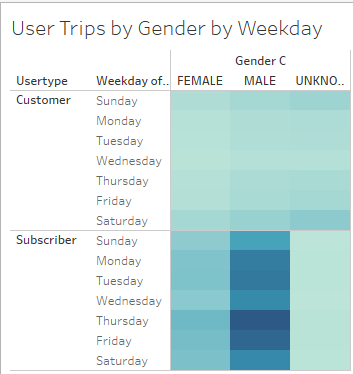 User Trips by Gender by Weekday
Gender C
Usertype Weekday of.. FEMALE MALE UNKNO..
Customer Sunday
Monday
Tuesday
Wednesday
Thursday
Friday
Saturday
Subscriber Sunday
Monday
Tuesday
Wednesday
Thursday
Friday
Saturday